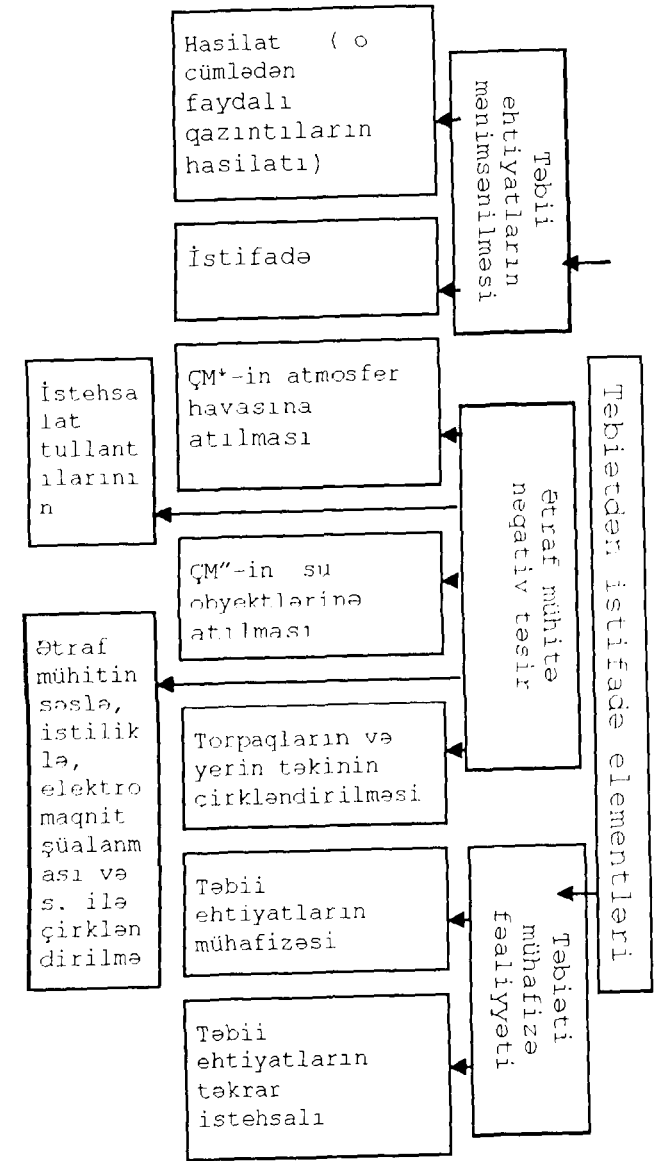 Təbiətdən istifadə elementləri
Təbii
ehtiyatların
mənimsənilməsi
Hasilat ( o
cümlədən
faydalı
qazıntıların
hasilatı)
İstifadə
Ətraf mühitə
neqativ təsir
ÇM*-in atmosfer
havasına
atılması
İstehsa
lat
tullant
ılarını
n
ÇM"-in su
obyektlərinə
atılması
Ətraf
mühitin
səslə,
istilik
lə,
elektro
maqnit
şüalanm
ası və
s. ilə
çirklən
dirilmə
Torpaqların və
yerin təkinin
çirkləndirilməsi
Təbiəti
mühafizə
fəaliyyəti
Təbii
ehtiyatların
mühafizəsi
Təbii
ehtiyatların
təkrar
istehsalı